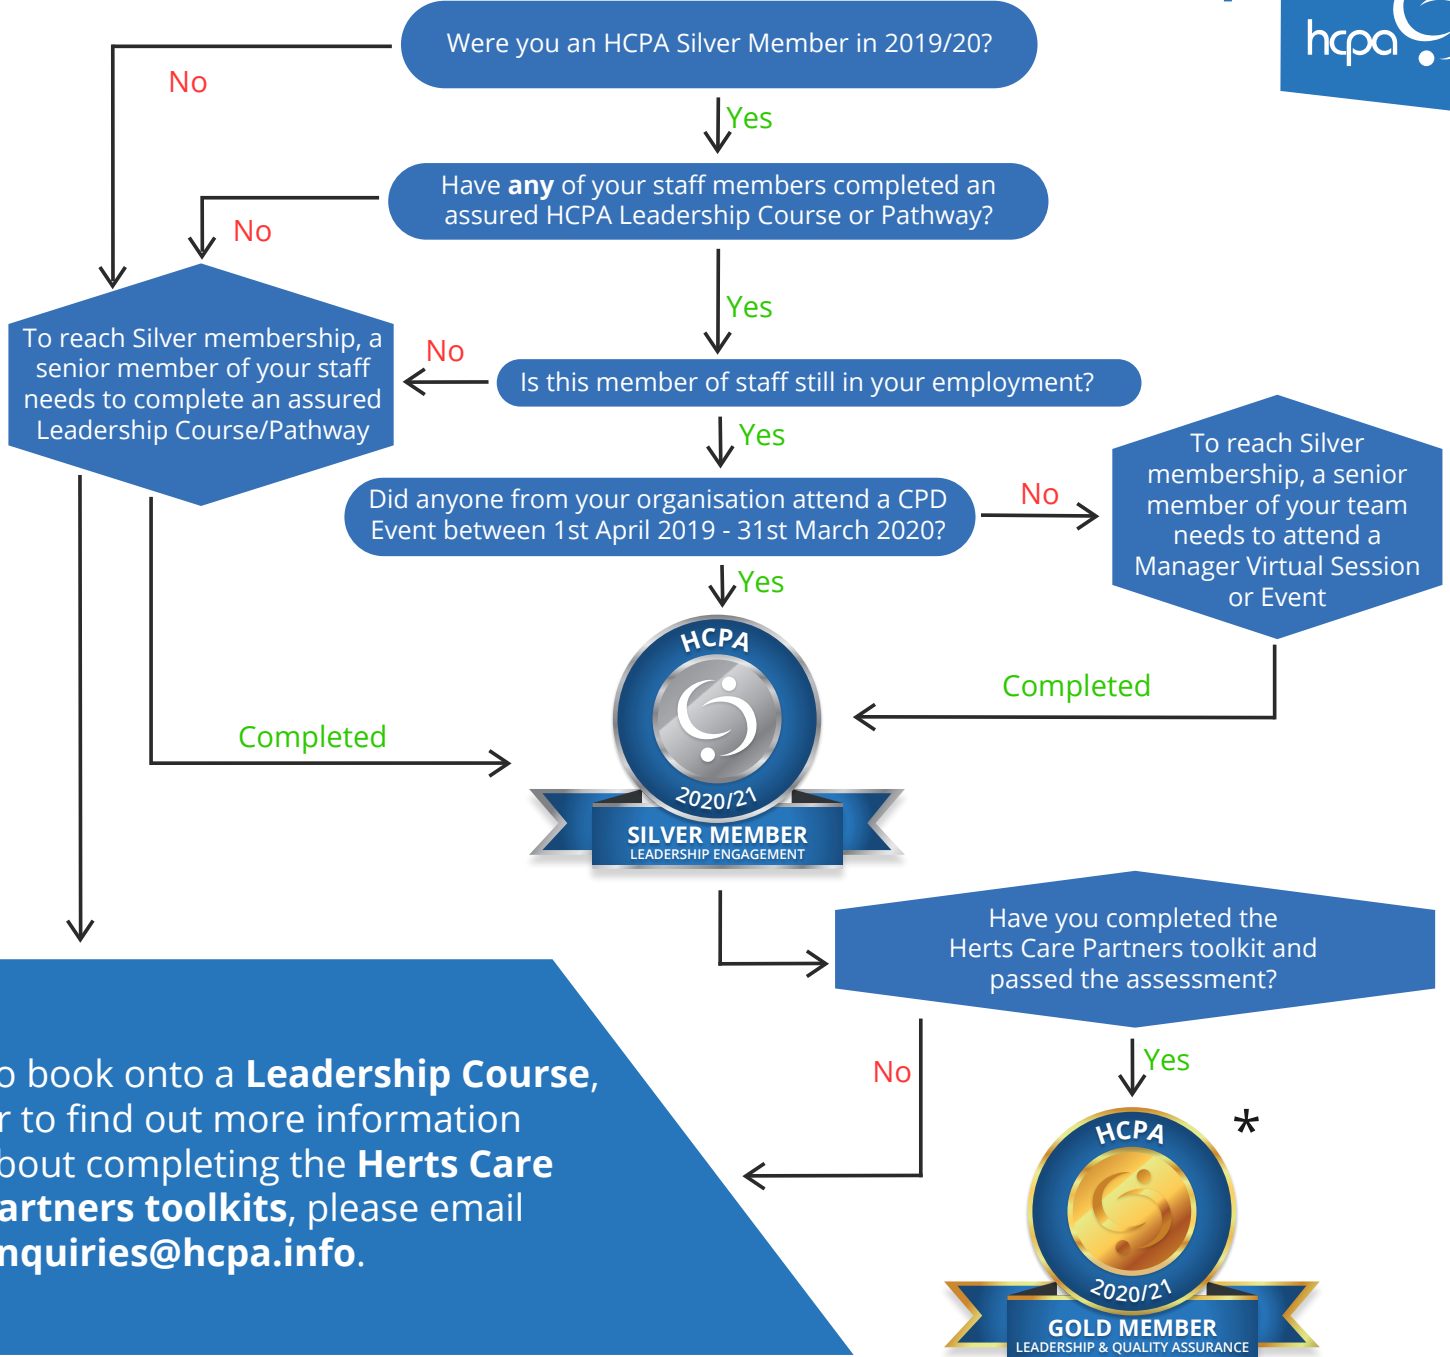 hcpa
Were you an HCPA Silver Member in 2019/20?
No
Yes
Have any of your staff members completed an
assured HCPA Leadership Course or Pathway?
No
Yes
To reach Silver membership, a
senior member of your staff
needs to complete an assured
Leadership Course/Pathway
No
Is this member of staff still in your employment?
Yes
Did anyone from your organisation attend a CPD
Event between 1st April 2019 - 31st March 2020?
No
To reach Silver
membership, a senior
member of your team
needs to attend a
Manager Virtual Session
or Event
Yes
Completed
Completed
HCPA
2020/21
SILVER MEMBER
LEADERSHIP ENGAGEMENT
Have you completed the
Herts Care Partners toolkit and
passed the assessment?
No
Yes
o book onto a Leadership Course,
r to find out more information
bout completing the Herts Care
artners toolkits, please email
nquiries@hcpa.info.
*
HCPA
2020/21
GOLD MEMBER
LEADERSHIP & QUALITY ASSURANCE